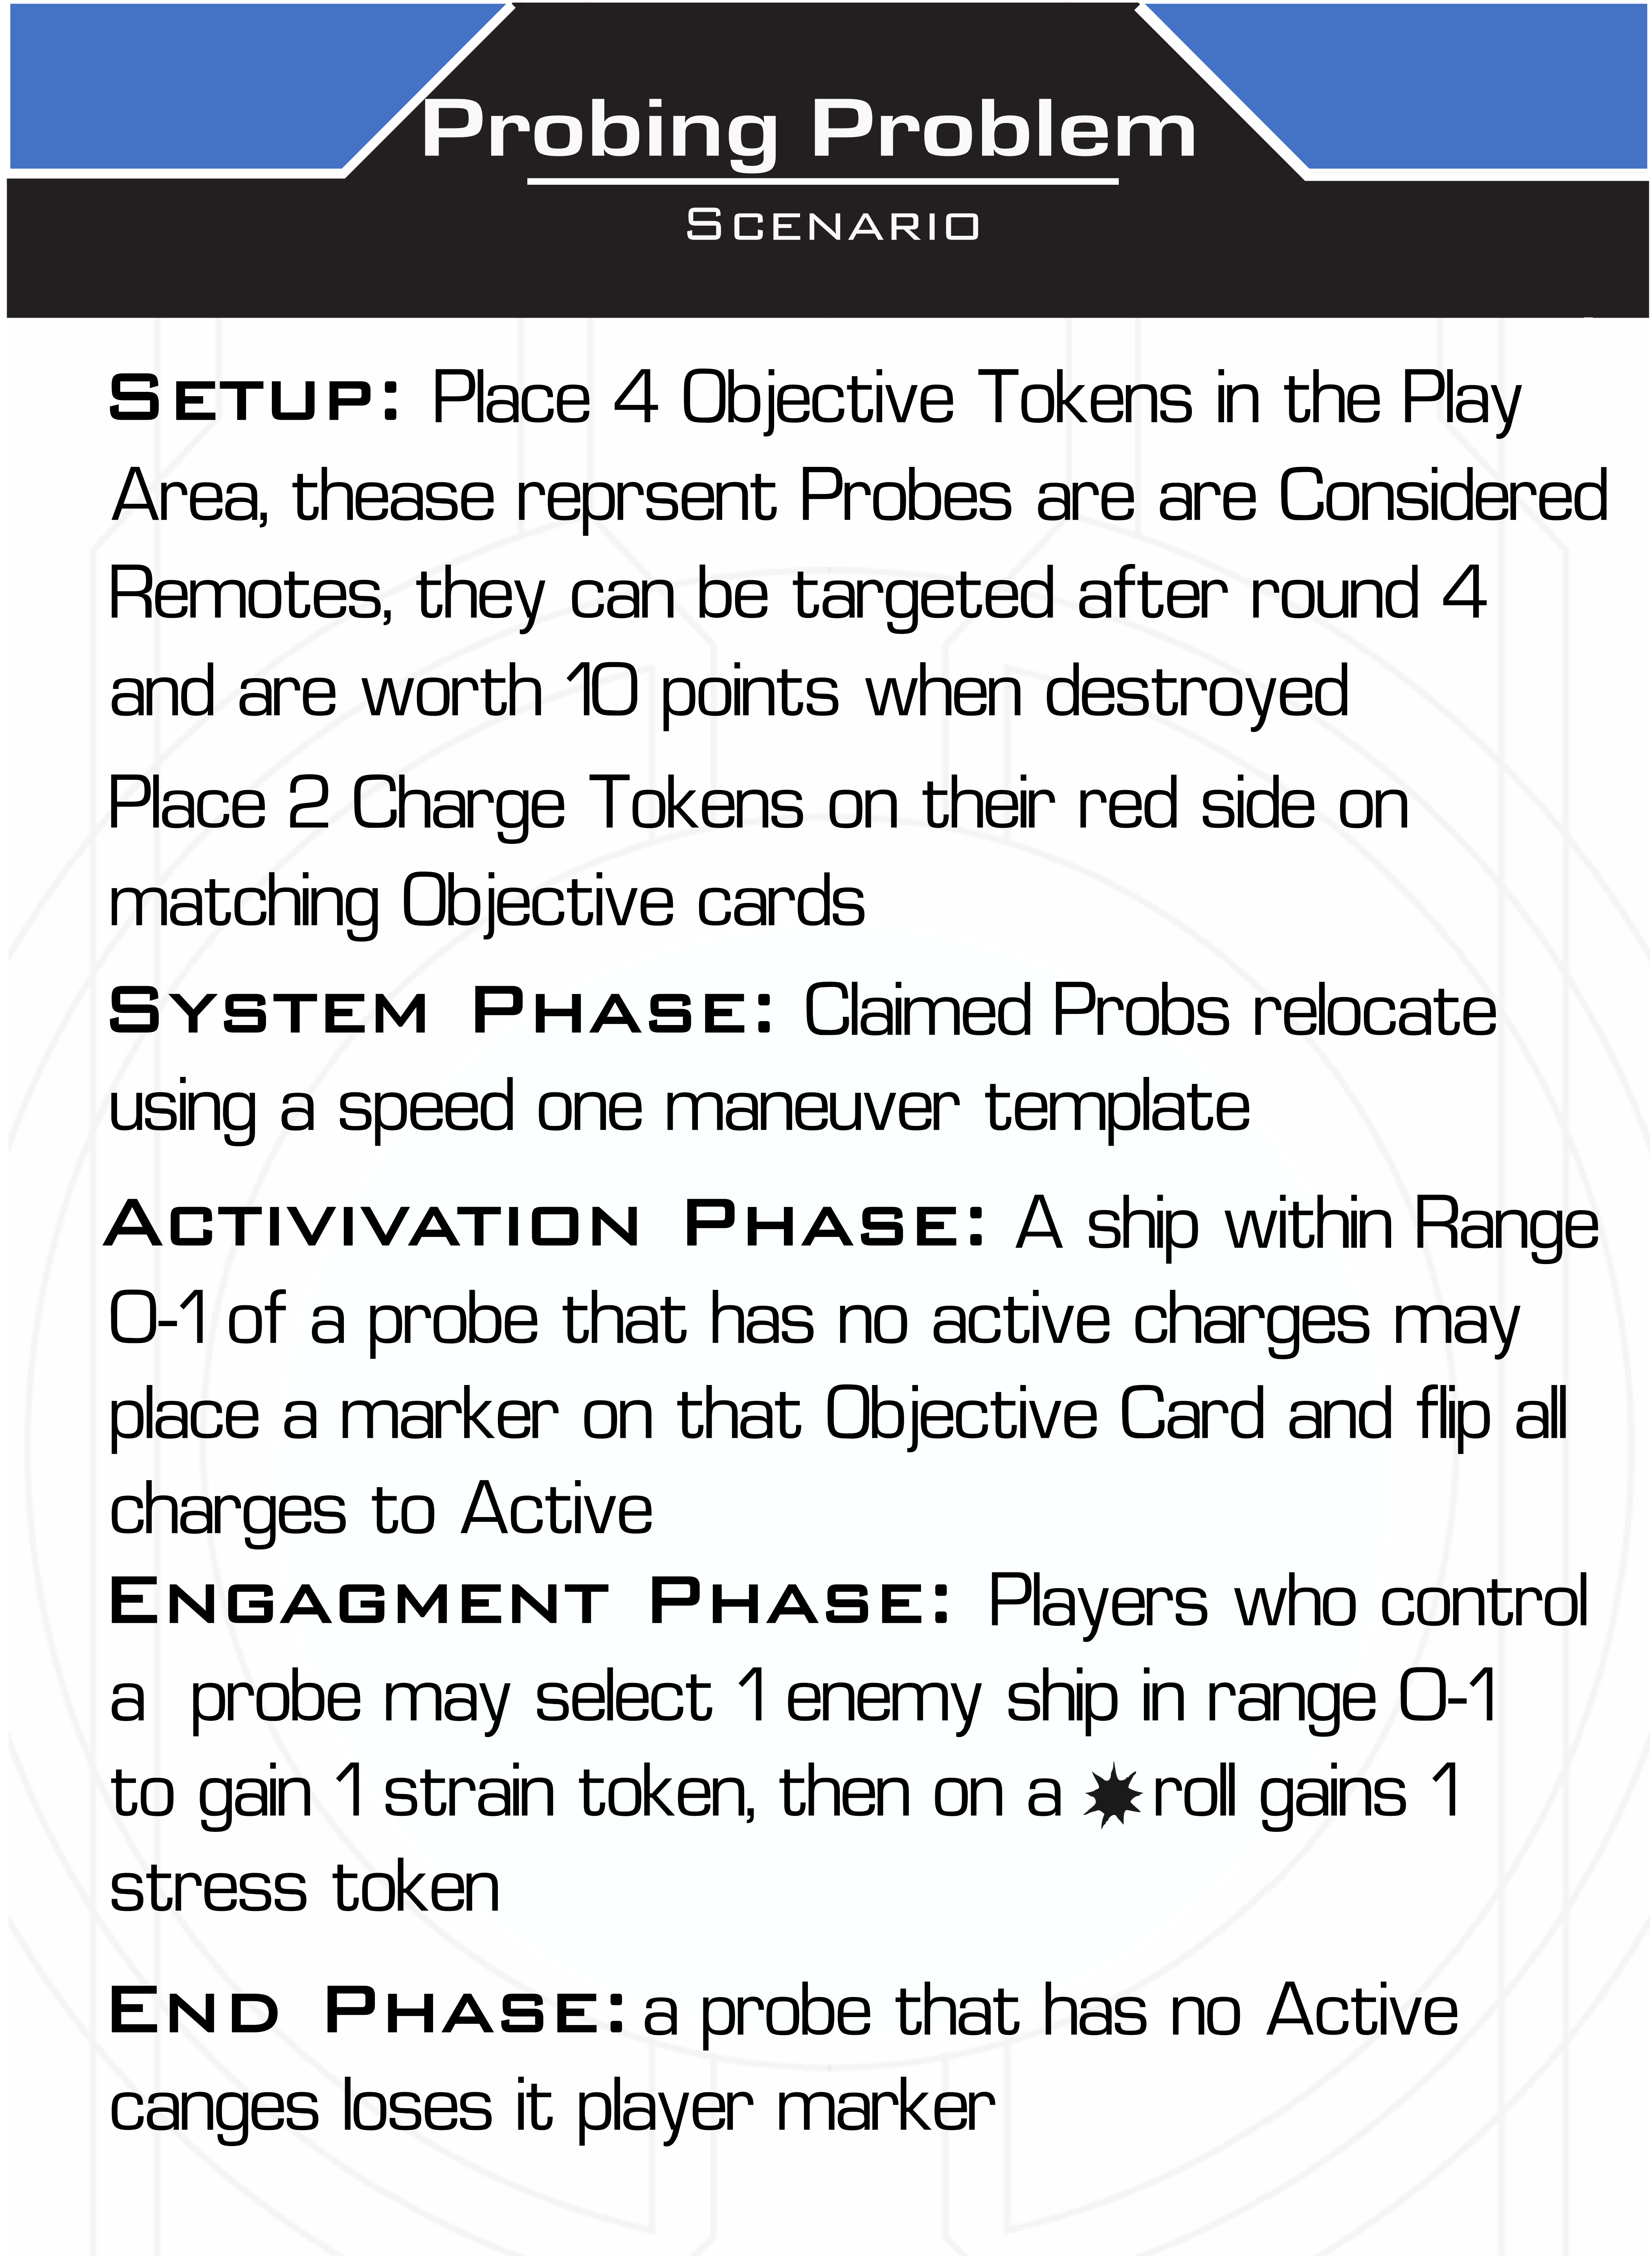 Probing Problem
Scenario
Setup: Place 4 Objective Tokens in the Play
Area, thease reprsent Probes are are Considered
Remotes, they can be targeted after round 4
and are worth 10 points when destroyed
Place 2 Charge Tokens on their red side on
matching Objective cards
System Phase: Claimed Probs relocate
using a speed one maneuver template
Activivation Phase: A ship within Range
0-1 of a probe that has no active charges may
place a marker on that Objective Card and flip all
charges to Active
Engagment Phase: Players who control
a probe may select 1 enemy ship in range 0-1
to gain 1 strain token, then on a roll gains 1
stress token
End Phase: a probe that has no Active
canges loses it player marker